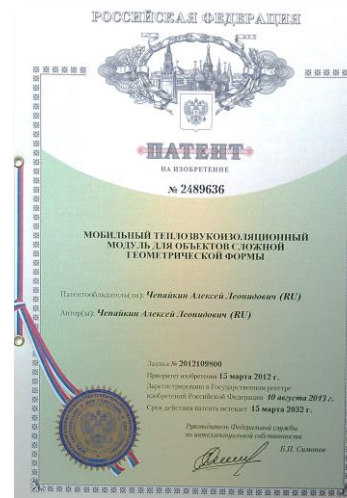 РОССИЙСКАЯ ФЕДЕРАЦИЯ
ПАТЕНТ
НА ИЗОБРЕТЕНИЕ
№ 2489636
МОБИЛЬНЫЙ ТЕПЛОЗВУКОИЗОЛЯЦИОННЫЙ
МОДУЛЬ ДЛЯ ОБЪЕКТОВ СЛОЖНОЙ
ГЕОМЕТРИЧЕСКОЙ ФОРМЫ
Патентообладатель(ли): Чепайкин Алексей Леонидович (RU)
Автор(ы): Чепайкин Алексей Леонидович (RU)
Заявка № 2012109800
Приоритет изобретения 15 марта 2012 г.
Зарегистрировано в Государственном реестре
изобретений Российской Федерации 10 августа 2013 г.
Срок действия патента истекает 15 марта 2032 г.
Руководитель Федеральной службы
по интеллектуальной собственности
Б.П. Симонов